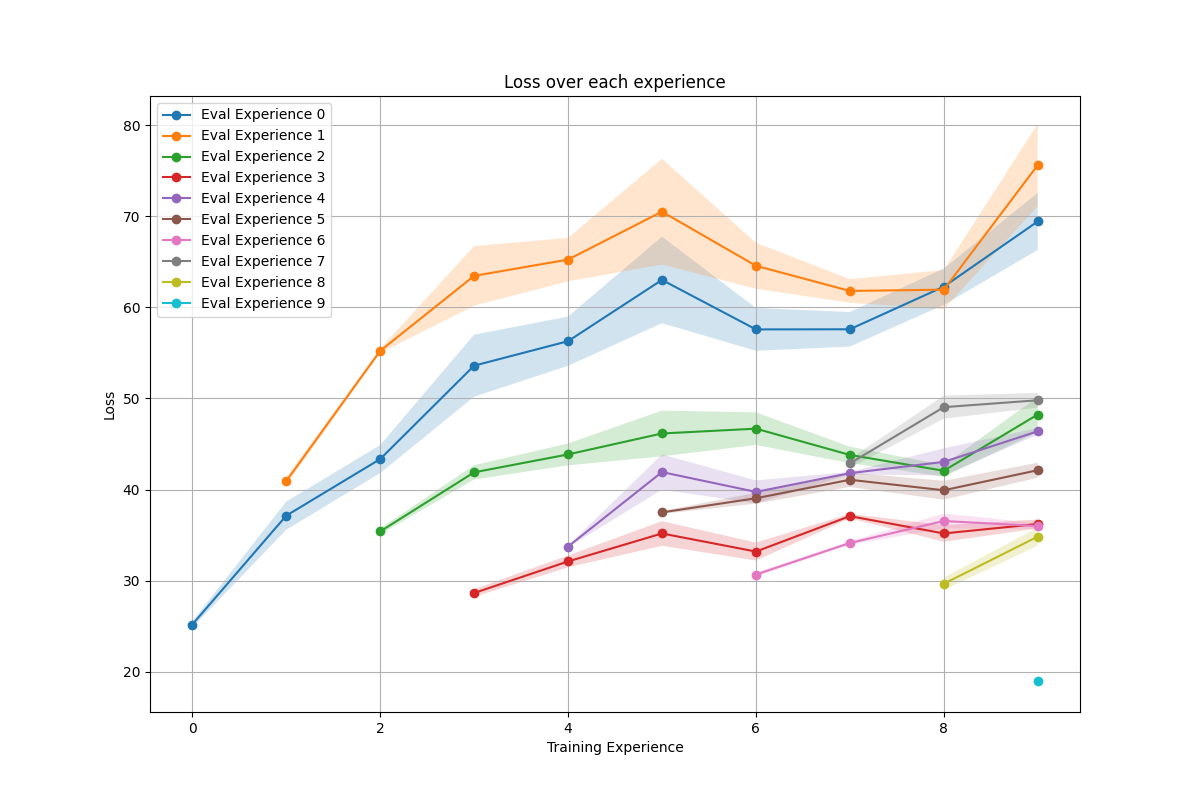 Loss over each experience
80
70
60
50
40
30
20
Loss
Eval Experience 0
Eval Experience 1
Eval Experience 2
Eval Experience 3
Eval Experience 4
Eval Experience 5
Eval Experience 6
Eval Experience 7
Eval Experience 8
Eval Experience 9
0 2 4 6 8
Training Experience